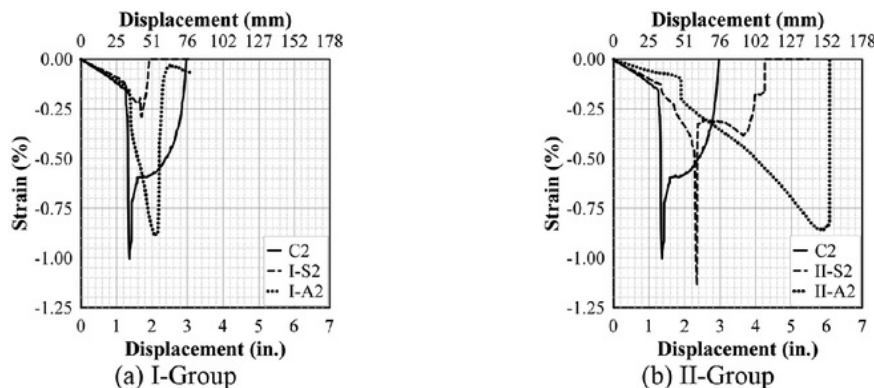 Displacement (mm)
0 25 51 76 102 127 152 178
0.00
-0.25
-0.50
-0.75
-1.00
-1.25
Strain (%)
C2
I-S2
I-A2
0 1 2 3 4 5 6 7
Displacement (in.)
(a) I-Group
Displacement (mm)
0 25 51 76 102 127 152 178
0.00
-0.25
-0.50
-0.75
-1.00
-1.25
Strain (%)
C2
II-S2
II-A2
0 1 2 3 4 5 6 7
Displacement (in.)
(b) II-Group